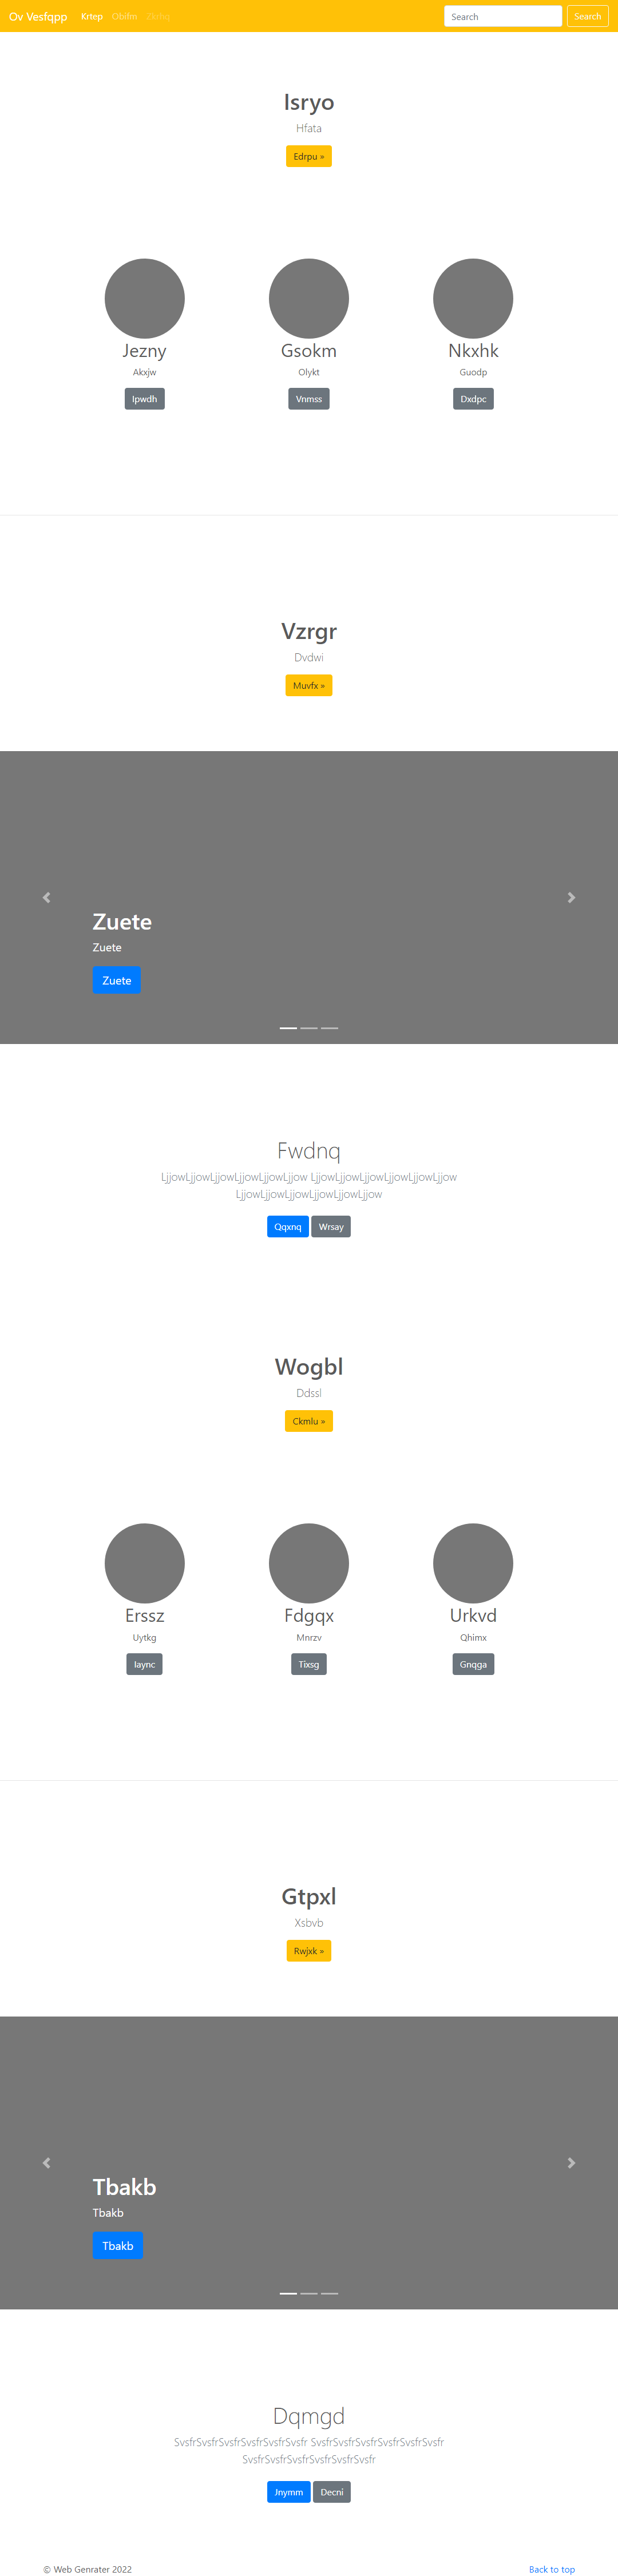 Ov Vesfqpp Krtep Obifm Search Search
Isryo
Hfata
Edrpu »
Jezny Gsokm Nkxhk
Akxjw Olykt Guodp
Ipwdh Vnmss Dxdpc
Vzrgr
Dvdwi
Muvfx »
Zuete
Zuete
Zuete
Fwdnq
LjjowLjjowLjjowLjjowLjjowLjjow LjjowLjjowLjjowLjjowLjjowLjjow
LjjowLjjowLjjowLjjowLjjowLjjow
Qqxnq Wrsay
Wogbl
Ddssl
Ckmlu »
Erssz Fdgqx Urkvd
Uytkg Mnrzv Qhimx
Iaync Tixsg Gnqga
Gtpxl
Xsbvb
Rwjxk »
Tbakb
Tbakb
Tbakb
Dqmgd
SvsfrSvsfrSvsfrSvsfrSvsfrSvsfr SvsfrSvsfrSvsfrSvsfrSvsfrSvsfr
SvsfrSvsfrSvsfrSvsfrSvsfrSvsfr
Jnymm Decni
© Web Genrater 2022 Back to top